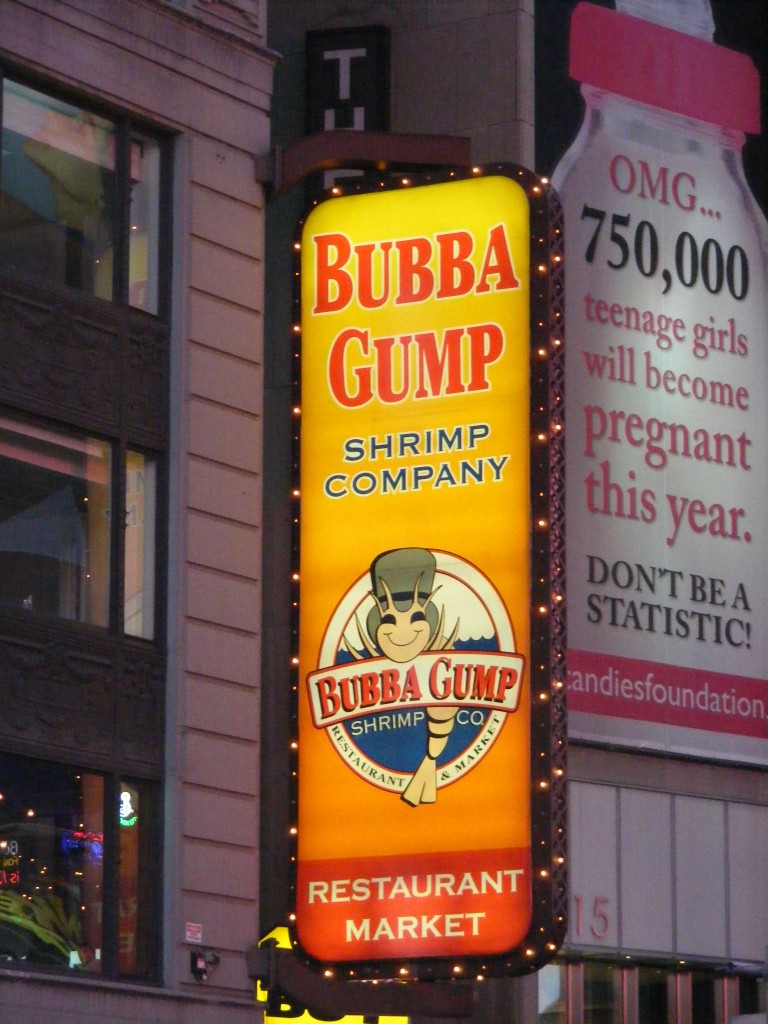 THE
BUBBA
GUMP
SHRIMP
COMPANY
BUBBA GUMP
SHRIMP CO.
RESTAURANT & MARKET
RESTAURANT
MARKET
OMG...
750,000
teenage girls
will become
pregnant
this year.
DON'T BE A
STATISTIC!
candiesfoundation.
15